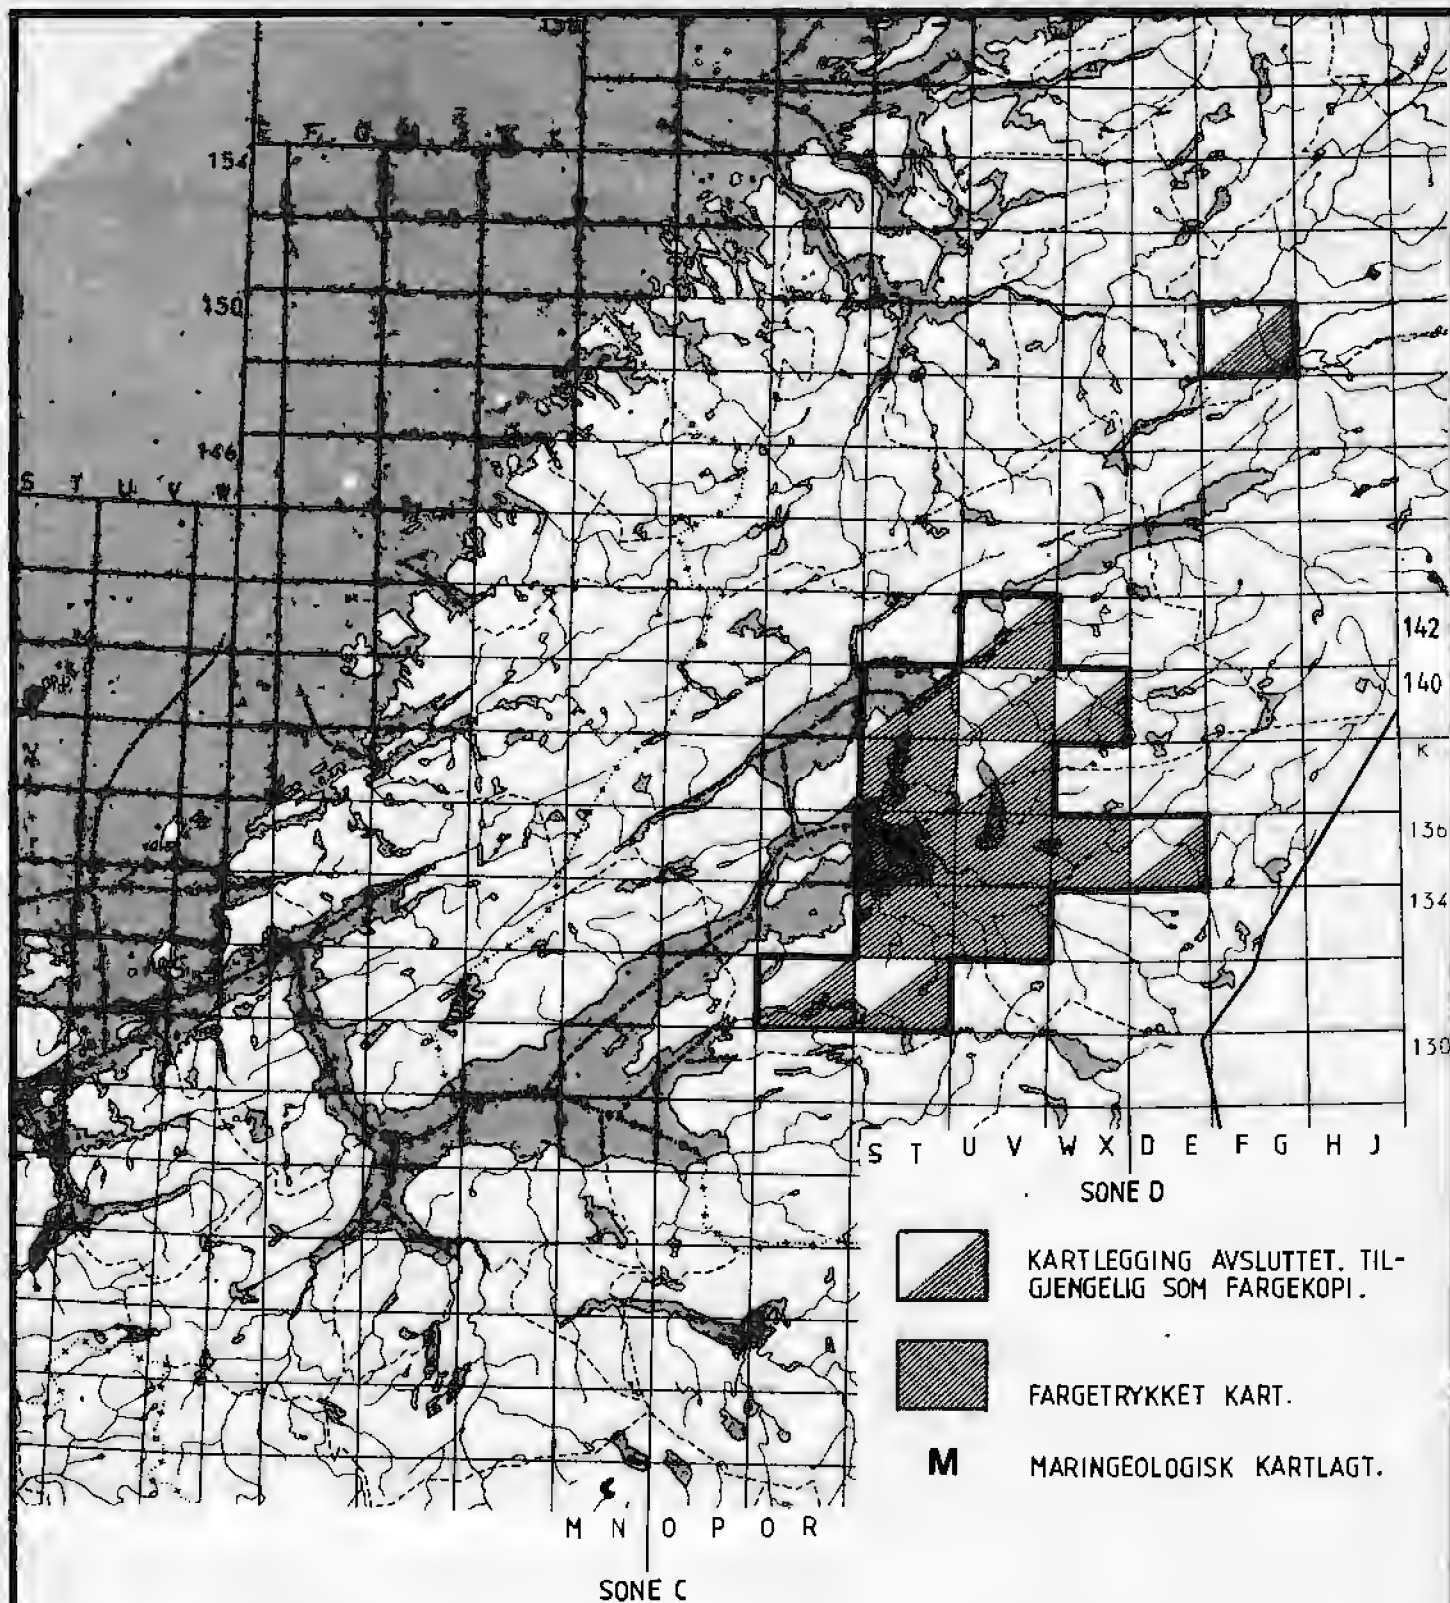 E F G
154
150
146
S T U V W
142
140
K
136
134
130
S T U V W X D E F G H J
SONE D
KARTLEGGING AVSLUTTET. TIL-
GJENGELIG SOM FARGEKOPI.
FARGETRYKKET KART.
M MARINGEOLOGISK KARTLAGT.
M N O P Q R
SONE C